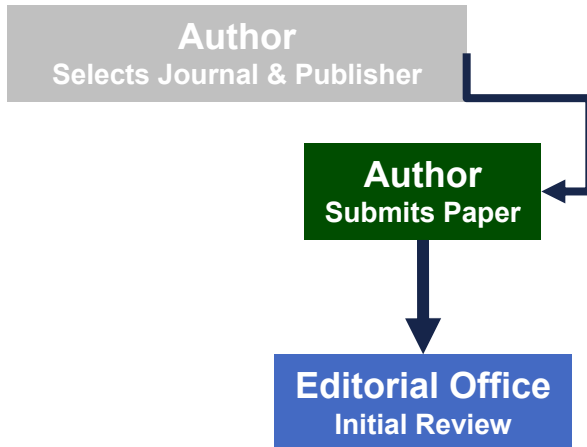 Author
Selects Journal & Publisher
Author
Submits Paper
Editorial Office
Initial Review